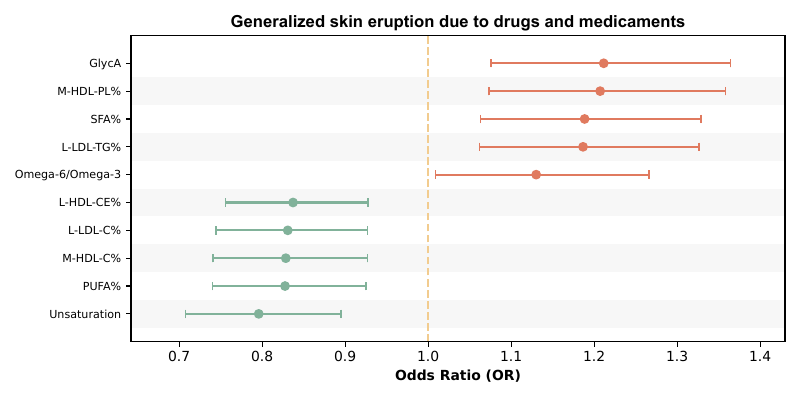 Generalized skin eruption due to drugs and medicaments
GlycA
M-HDL-PL%
SFA%
L-LDL-TG%
Omega-6/Omega-3
L-HDL-CE%
L-LDL-C%
M-HDL-C%
PUFA%
Unsaturation
0.7 0.8 0.9 1.0 1.1 1.2 1.3 1.4
Odds Ratio (OR)